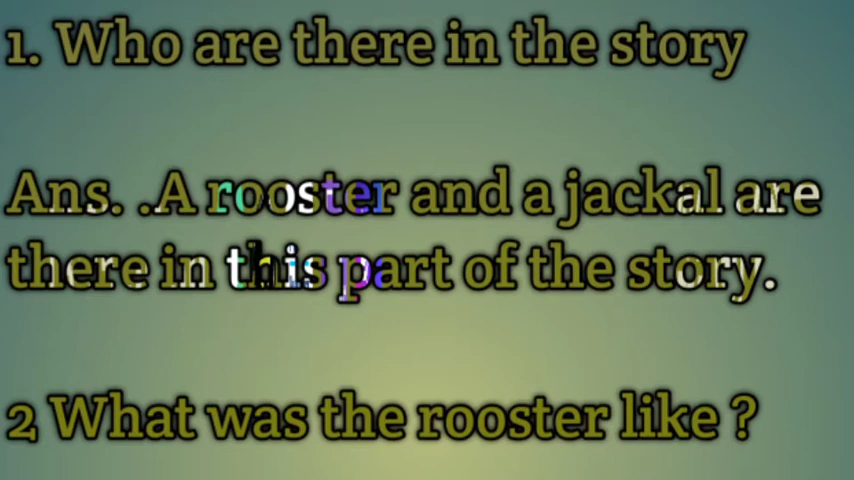 1. Who are there in the story
Ans. .A rooster and a jackal are
there in this part of the story.
2 What was the rooster like ?